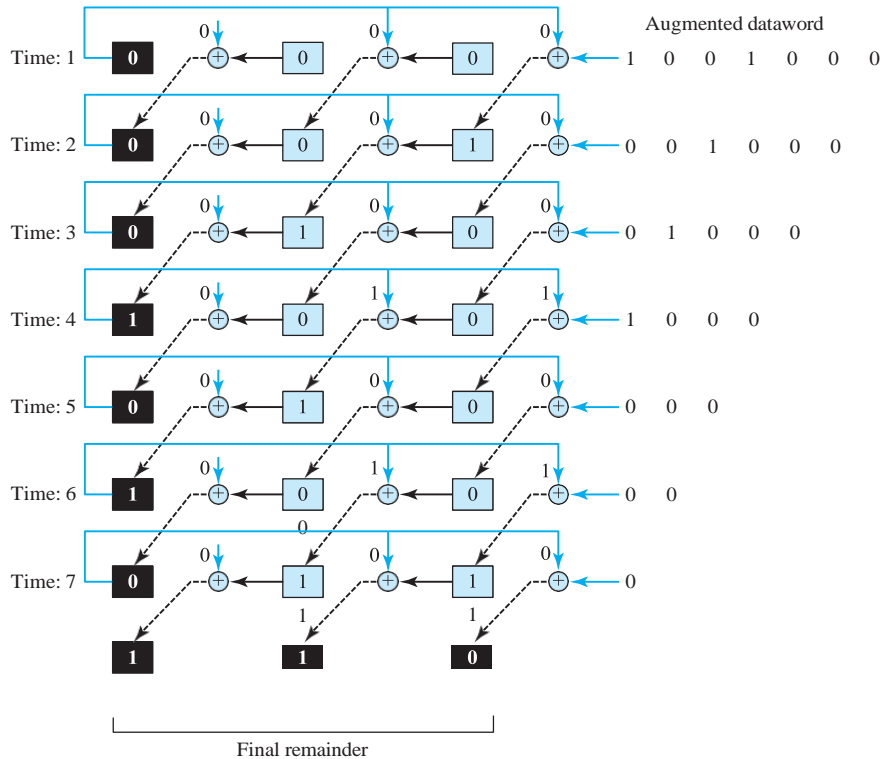 Augmented dataword
0 0 0
Time: 1 0 + 0 + 0 + 1 0 0 1 0 0 0
0 0 0
Time: 2 0 + 0 + 1 + 0 0 1 0 0 0
0 0 0
Time: 3 0 + 1 + 0 + 0 1 0 0 0
0 1 1
Time: 4 1 + 0 + 0 + 1 0 0 0
0 0 0
Time: 5 0 + 1 + 0 + 0 0 0
0 1 1
Time: 6 1 + 0 + 0 + 0 0
0
0 0 0
Time: 7 0 + 1 + 1 + 0
1 1
1 1 0
Final remainder